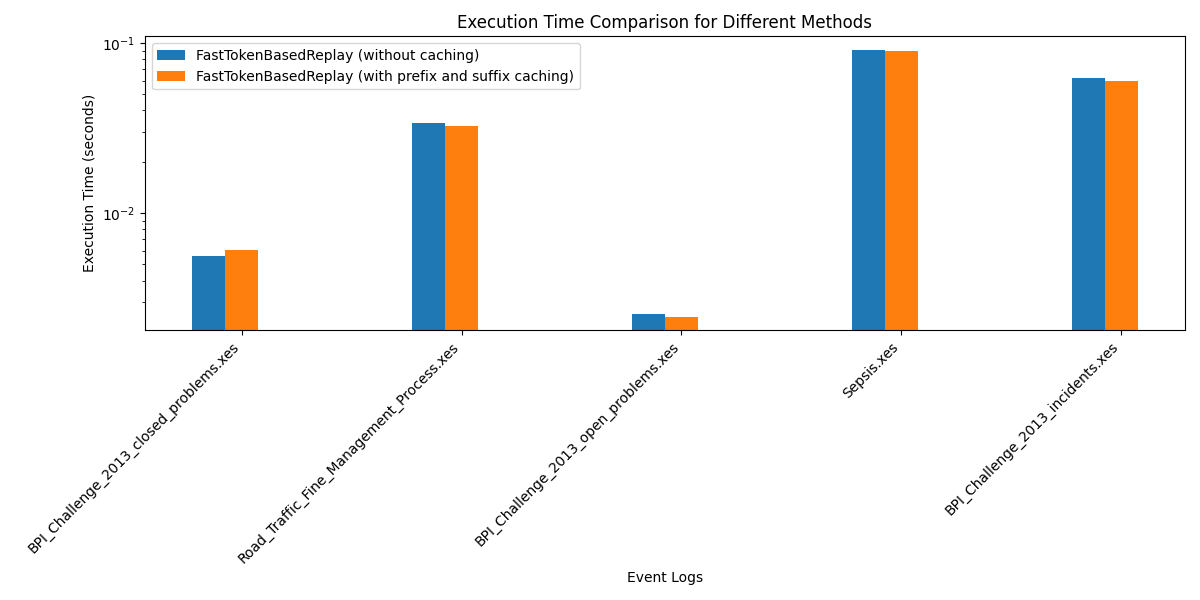 Execution Time Comparison for Different Methods
FastTokenBasedReplay (without caching)
FastTokenBasedReplay (with prefix and suffix caching)
Execution Time (seconds)
10⁻¹
10⁻²
BPI_Challenge_2013_closed_problems.xes
Road_Traffic_Fine_Management_Process.xes
BPI_Challenge_2013_open_problems.xes
Sepsis.xes
BPI_Challenge_2013_incidents.xes
Event Logs